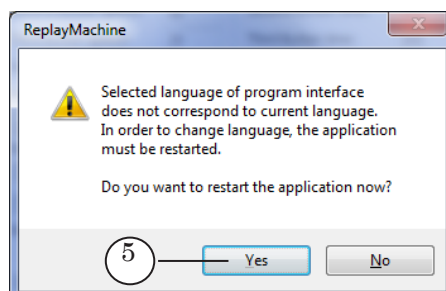 ReplayMachine
Selected language of program interface
does not correspond to current language.
In order to change language, the application
must be restarted.
Do you want to restart the application now?
5
Yes
No